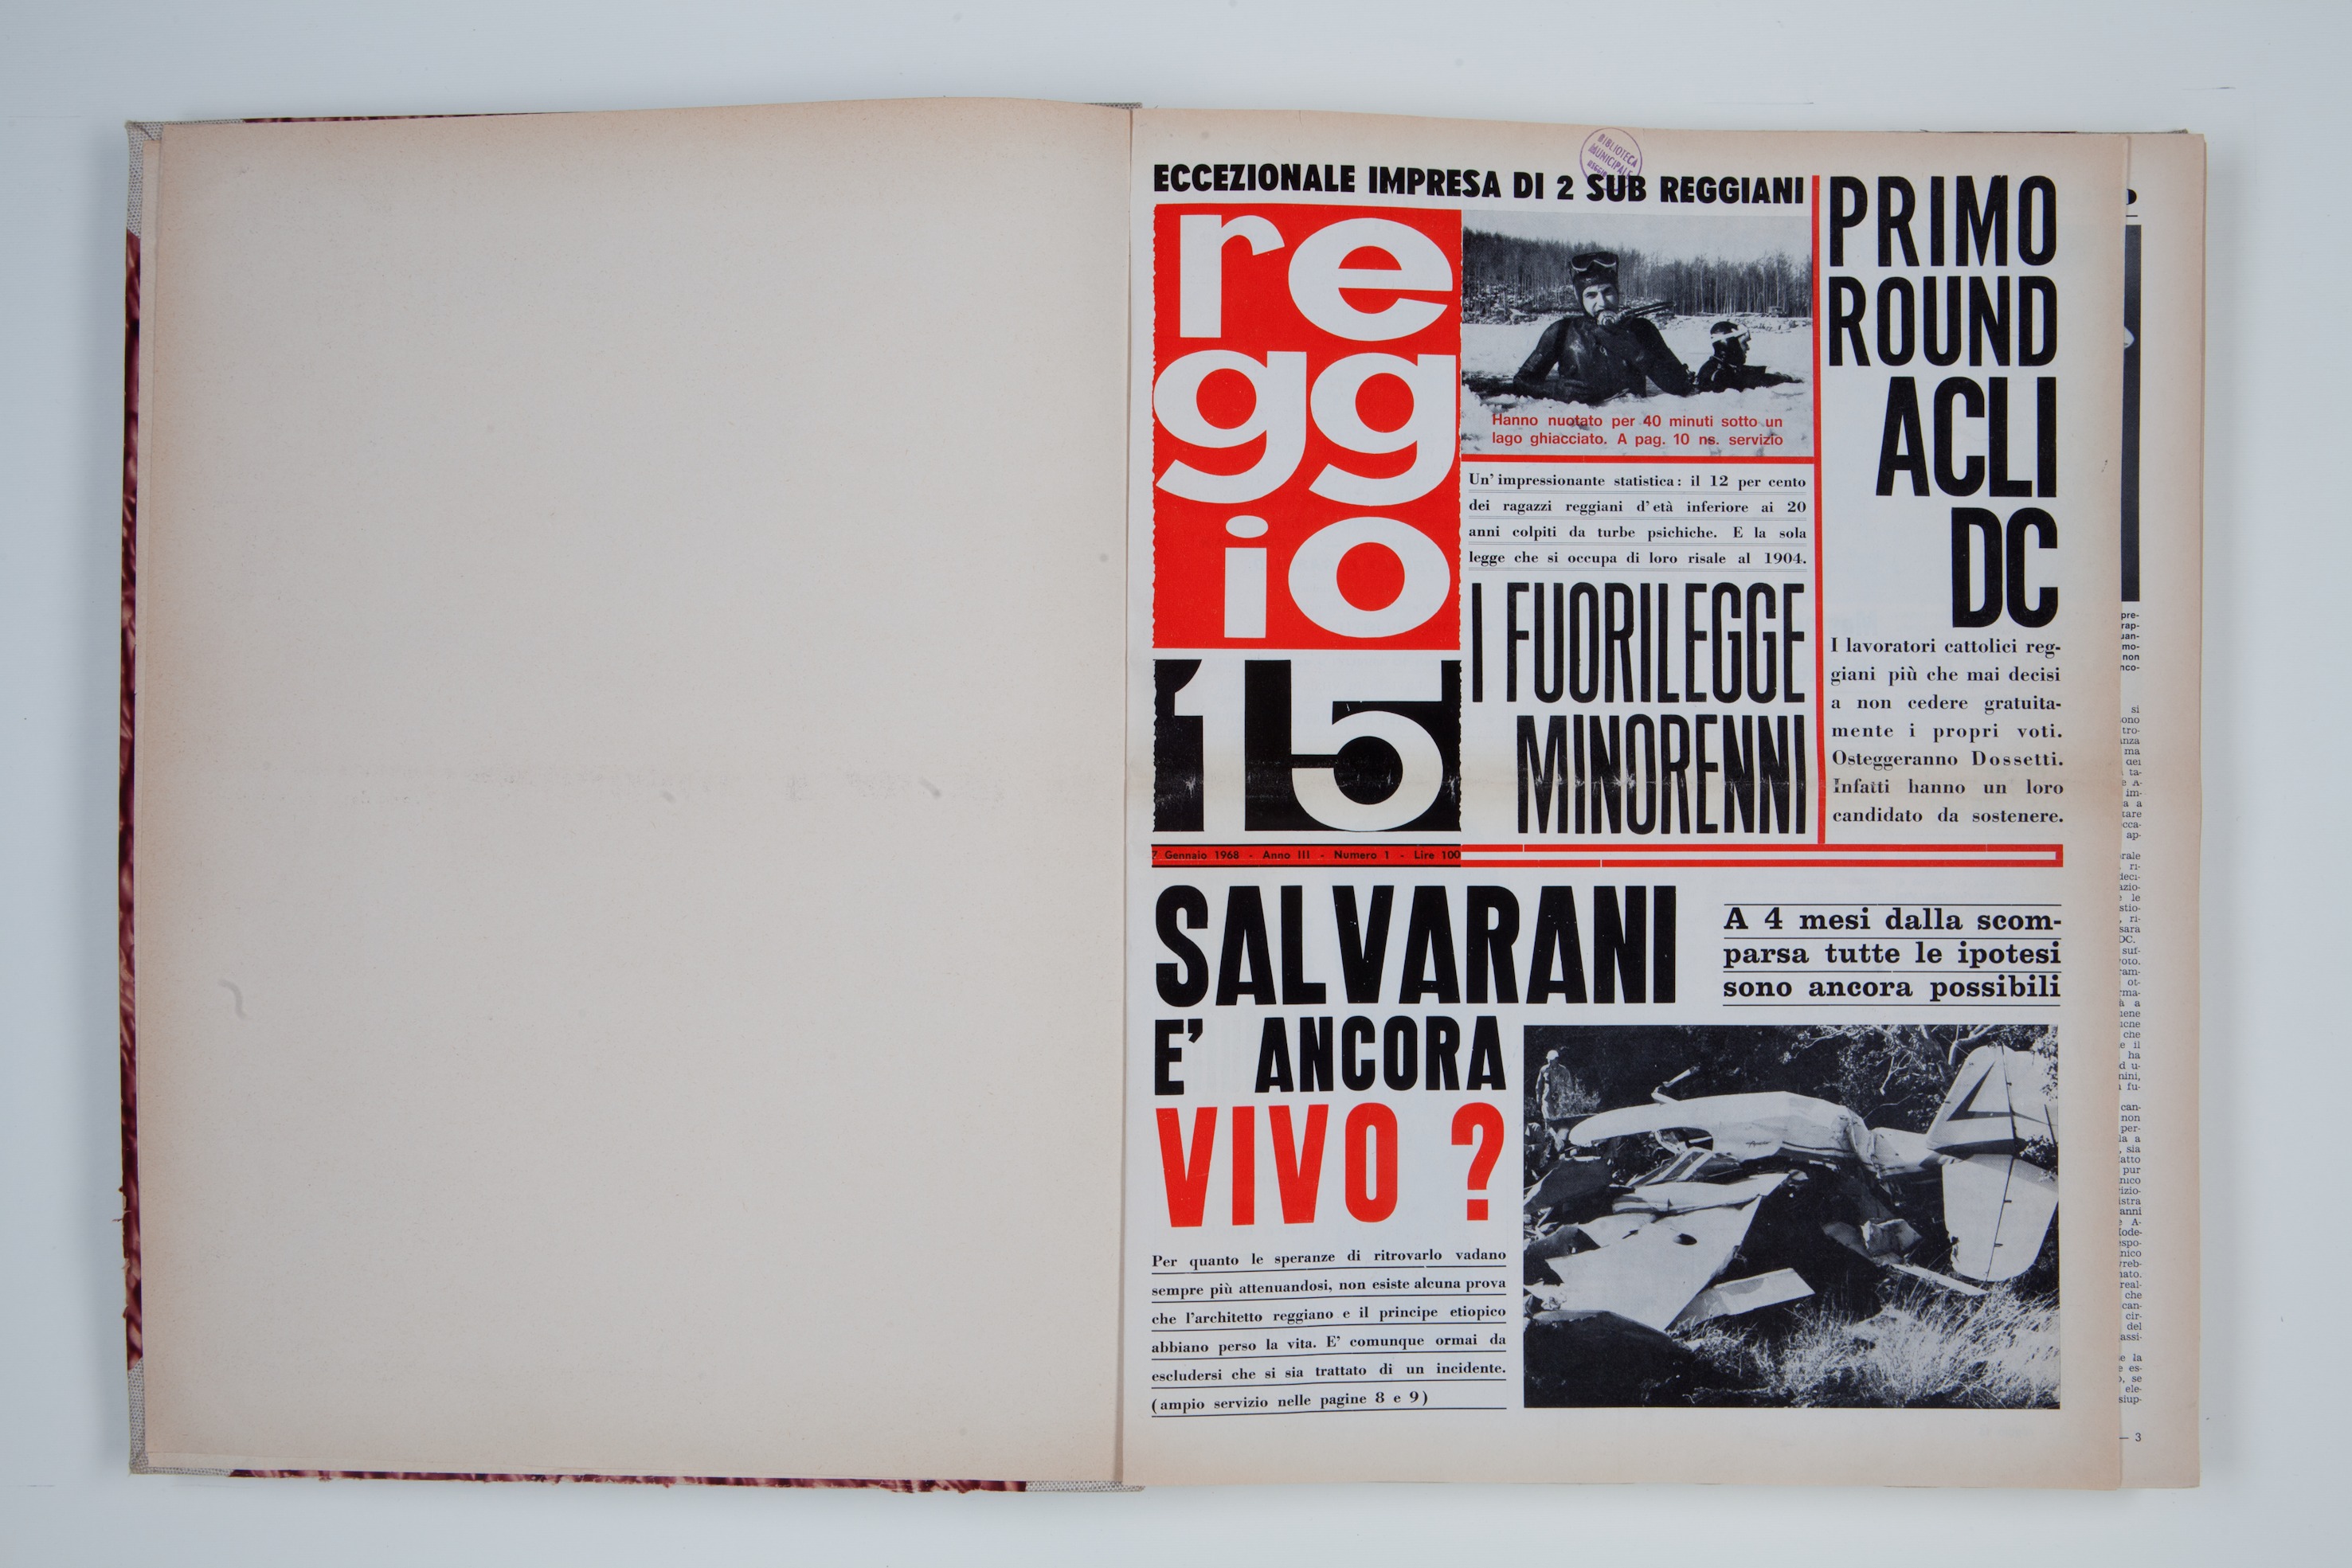 BIBLIOTECA
MUNICIPALE
ECCEZIONALE IMPRESA DI 2 SUB REGGIANI
re
gg
io
15
7 Gennaio 1968 - Anno III - Numero 1 - Lire 100
Hanno nuotato per 40 minuti sotto un
lago ghiacciato. A pag. 10 ns. servizio
Un'impressionante statistica: il 12 per cento
dei ragazzi reggiani d'età inferiore ai 20
anni colpiti da turbe psichiche. E la sola
legge che si occupa di loro risale al 1904.
I FUORILEGGE
MINORENNI
PRIMO
ROUND
ACLI
DC
I lavoratori cattolici reg-
giani più che mai decisi
a non cedere gratuita-
mente i propri voti.
Osteggeranno Dossetti.
Infatti hanno un loro
candidato da sostenere.
SALVARANI
E' ANCORA
VIVO ?
A 4 mesi dalla scom-
parsa tutte le ipotesi
sono ancora possibili
Per quanto le speranze di ritrovarlo vadano
sempre più attenuandosi, non esiste alcuna prova
che l'architetto reggiano e il principe etiopico
abbiano perso la vita. E' comunque ormai da
escludersi che si sia trattato di un incidente.
(ampio servizio nelle pagine 8 e 9)
— 3